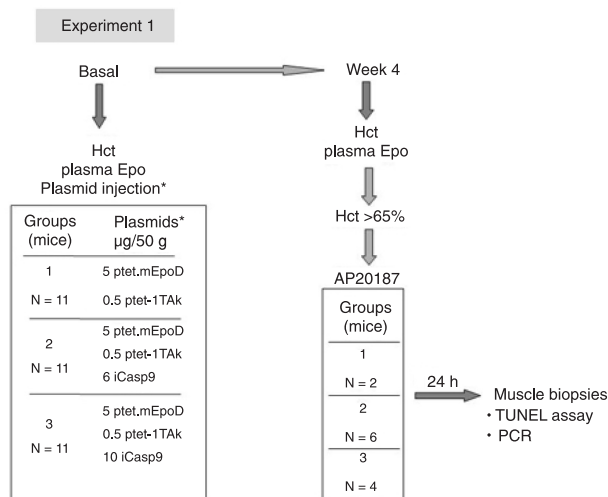 Experiment 1
Basal
Week 4
Hct
plasma Epo
Plasmid injection*
Groups
(mice)
Plasmids*
µg/50 g
1
N = 11
5 ptet.mEpoD
0.5 ptet-1TAk
2
N = 11
5 ptet.mEpoD
0.5 ptet-1TAk
6 iCasp9
3
N = 11
5 ptet.mEpoD
0.5 ptet-1TAk
10 iCasp9
Hct
plasma Epo
Hct >65%
AP20187
Groups
(mice)
1
N = 2
2
N = 6
3
N = 4
24 h
Muscle biopsies
• TUNEL assay
• PCR